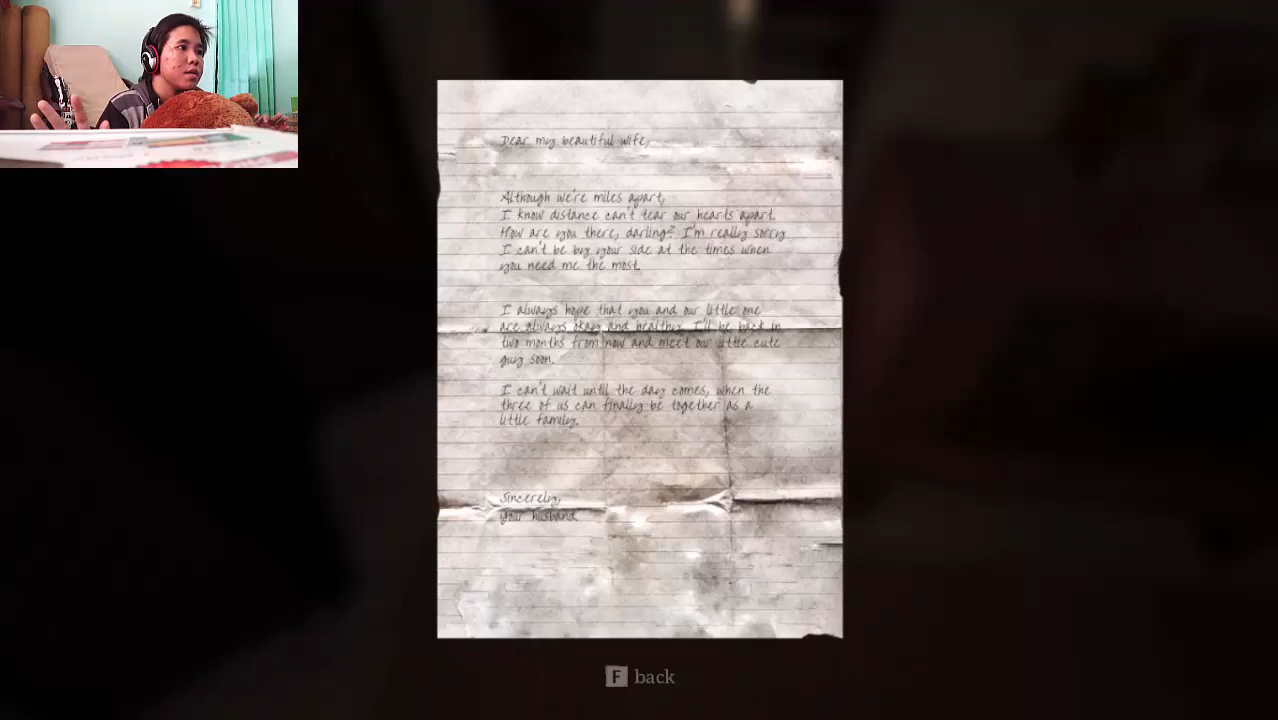 Dear my beautiful wife,
Although we're miles apart,
I know distance can't tear our hearts apart.
How are you there, darling? I'm really sorry
I can't be by your side at the times when
you need me the most.
I always hope that you and our little one
are always okay and healthy. I'll be back in
two months from now and meet our little cute
guy soon.
I can't wait until the day comes, when the
three of us can finally be together as a
little family.
Sincerely,
Your husband.
F back